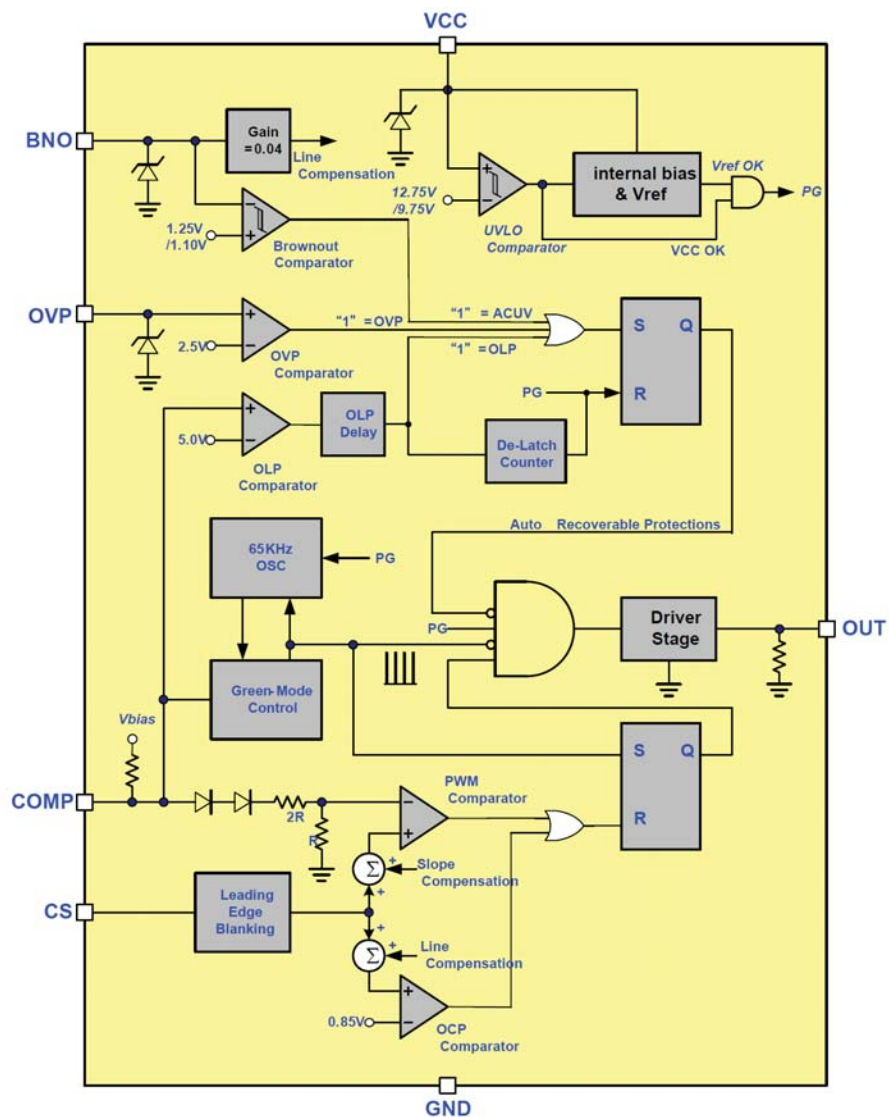 VCC
BNO
Gain
=0.04
Line
Compensation
12.75V
/9.75V
UVLO
Comparator
internal bias
& Vref
Vref OK
PG
VCC OK
1.25V
/1.10V
Brownout
Comparator
OVP
2.5V
OVP
Comparator
"1" =OVP
"1" = ACUV
"1" =OLP
S
Q
R
PG
5.0V
OLP
Comparator
OLP
Delay
De-Latch
Counter
Auto Recoverable Protections
65KHz
OSC
PG
PG
Driver
Stage
OUT
Green-Mode
Control
Vbias
COMP
2R
R
PWM
Comparator
S
Q
R
+
Slope
Compensation
Σ
+
CS
Leading
Edge
Blanking
+
+
Line
Compensation
Σ
0.85V
OCP
Comparator
GND